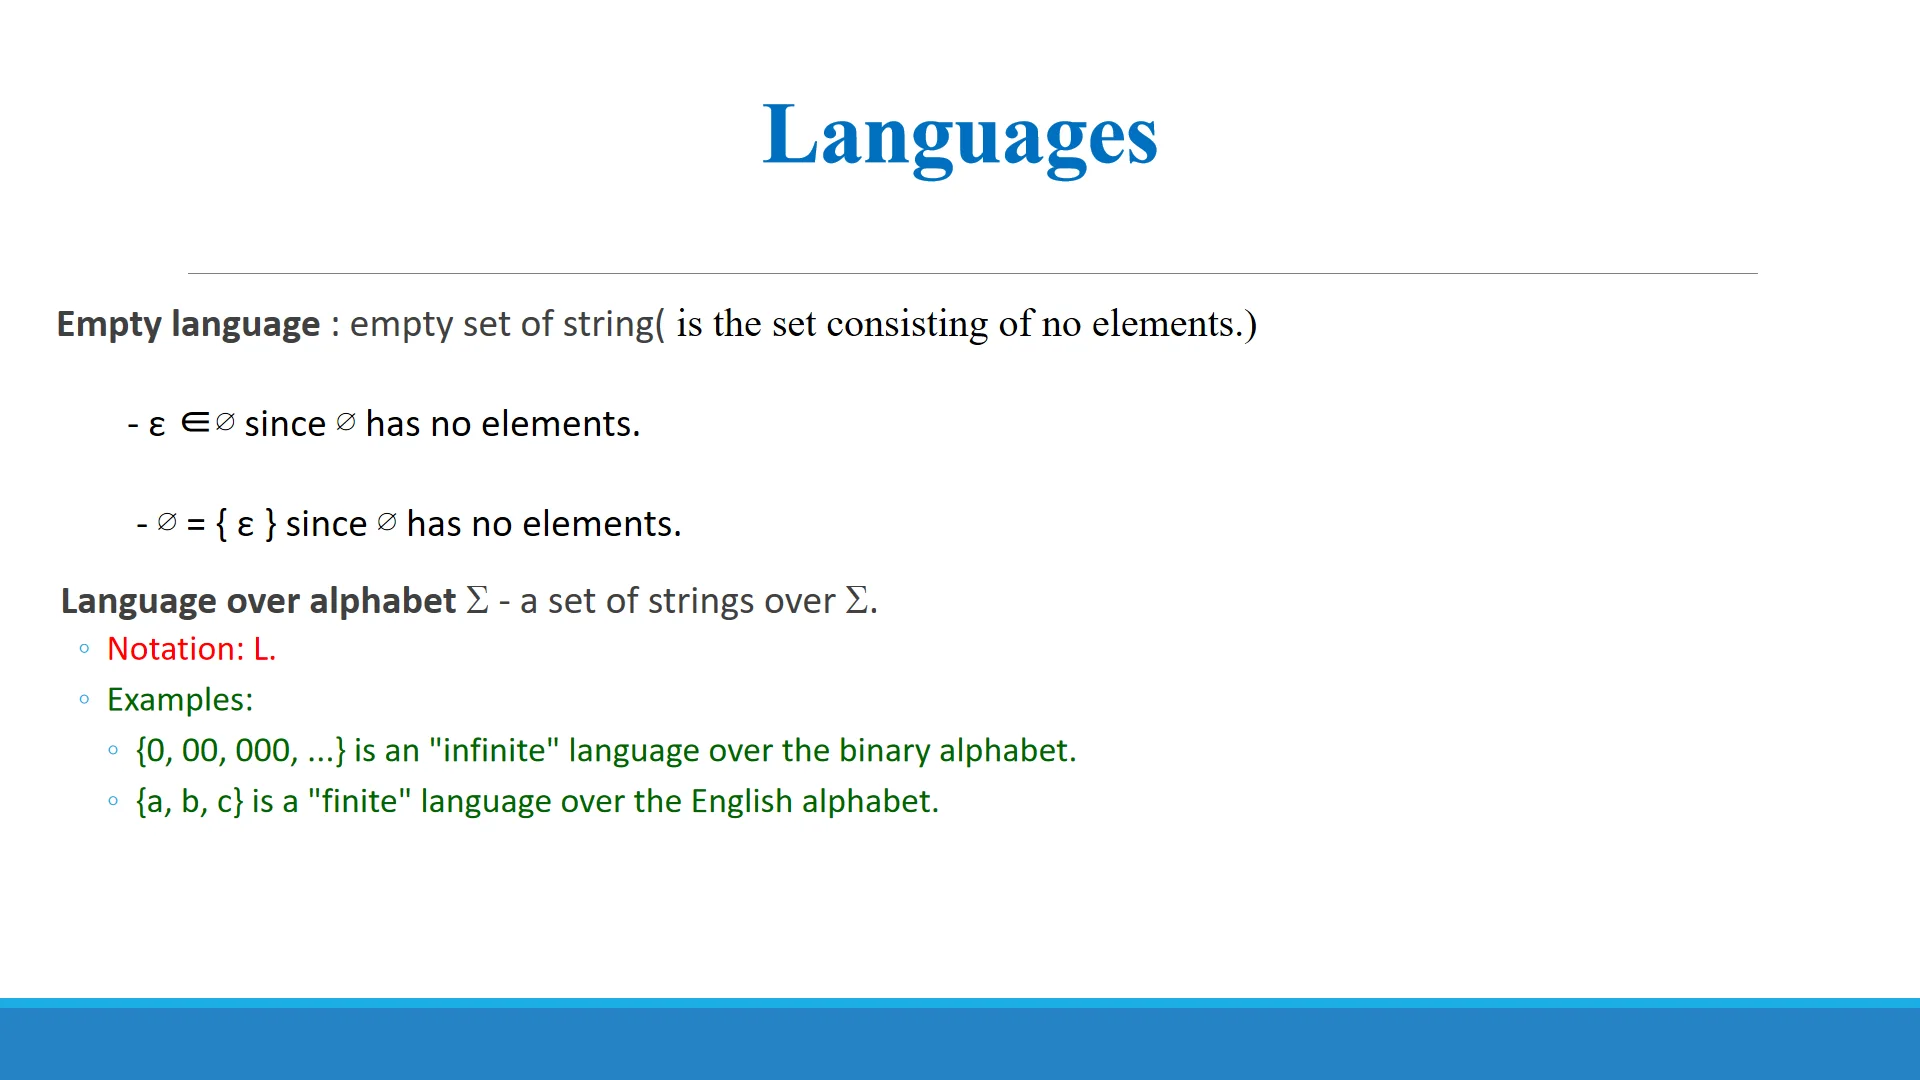 Languages
Empty language : empty set of string( is the set consisting of no elements.)
- ε ∈∅ since ∅ has no elements.
- ∅ = { ε } since ∅ has no elements.
Language over alphabet Σ - a set of strings over Σ.
◦ Notation: L.
◦ Examples:
◦ {0, 00, 000, ...} is an "infinite" language over the binary alphabet.
◦ {a, b, c} is a "finite" language over the English alphabet.